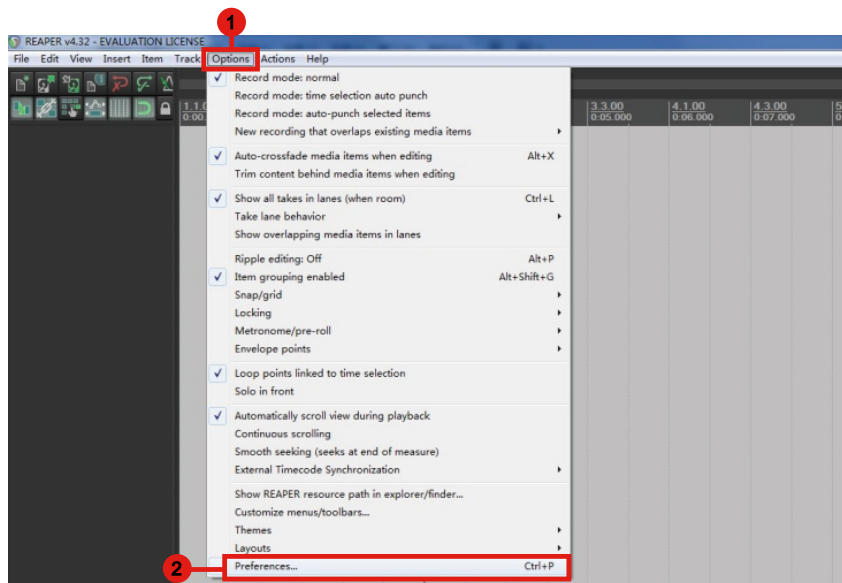 1
REAPER v4.32 - EVALUATION LICENSE
File Edit View Insert Item Track Options Actions Help
Record mode: normal
Record mode: time selection auto punch
Record mode: auto-punch selected items
New recording that overlaps existing media items
Auto-crossfade media items when editing Alt+X
Trim content behind media items when editing
Show all takes in lanes (when room) Ctrl+L
Take lane behavior
Show overlapping media items in lanes
Ripple editing: Off Alt+P
Item grouping enabled Alt+Shift+G
Snap/grid
Locking
Metronome/pre-roll
Envelope points
Loop points linked to time selection
Solo in front
Automatically scroll view during playback
Continuous scrolling
Smooth seeking (seeks at end of measure)
External Timecode Synchronization
Show REAPER resource path in explorer/finder...
Customize menus/toolbars...
Themes
Layouts
2 Preferences... Ctrl+P
3.3.00 4.1.00 4.3.00
0:05.000 0:06.000 0:07.000